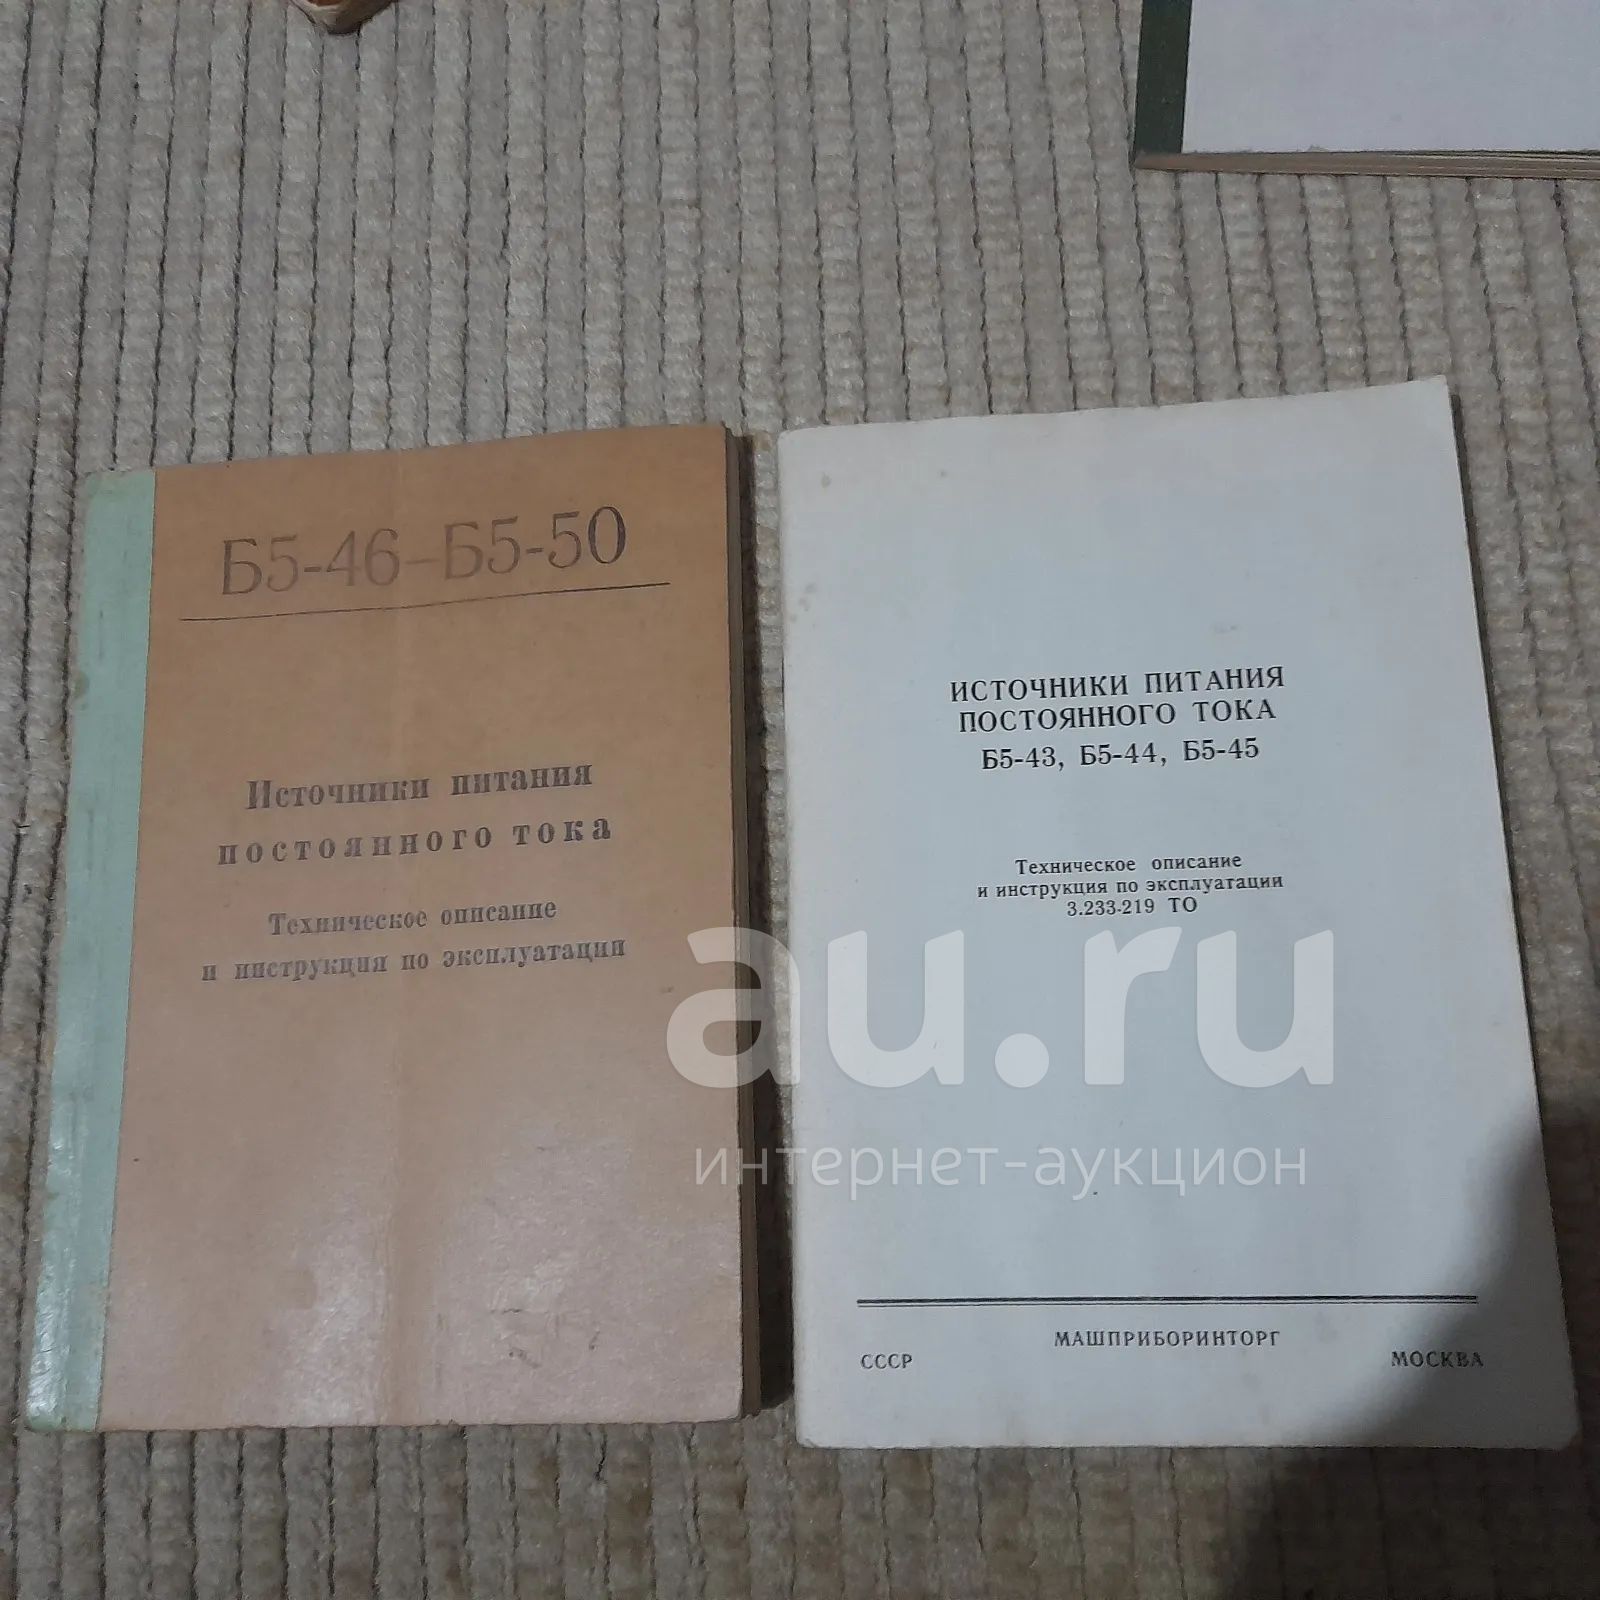 Б5-46–Б5-50
Источники питания
постоянного тока
Техническое описание
и инструкция по эксплуатации
ИСТОЧНИКИ ПИТАНИЯ
ПОСТОЯННОГО ТОКА
Б5-43, Б5-44, Б5-45
Техническое описание
и инструкция по эксплуатации
3.233.219 ТО
МАШПРИБОРИНТОРГ
СССР
МОСКВА
au.ru
интернет-аукцион